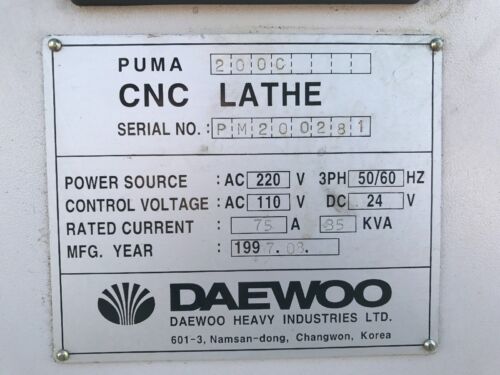 PUMA 200C
CNC LATHE
SERIAL NO.: PM200281
POWER SOURCE : AC 220 V 3PH 50/60 HZ
CONTROL VOLTAGE : AC 110 V DC 24 V
RATED CURRENT : 75 A 35 KVA
MFG. YEAR : 1997.08.
DAEWOO
DAEWOO HEAVY INDUSTRIES LTD.
601-3, Namsan-dong, Changwon, Korea